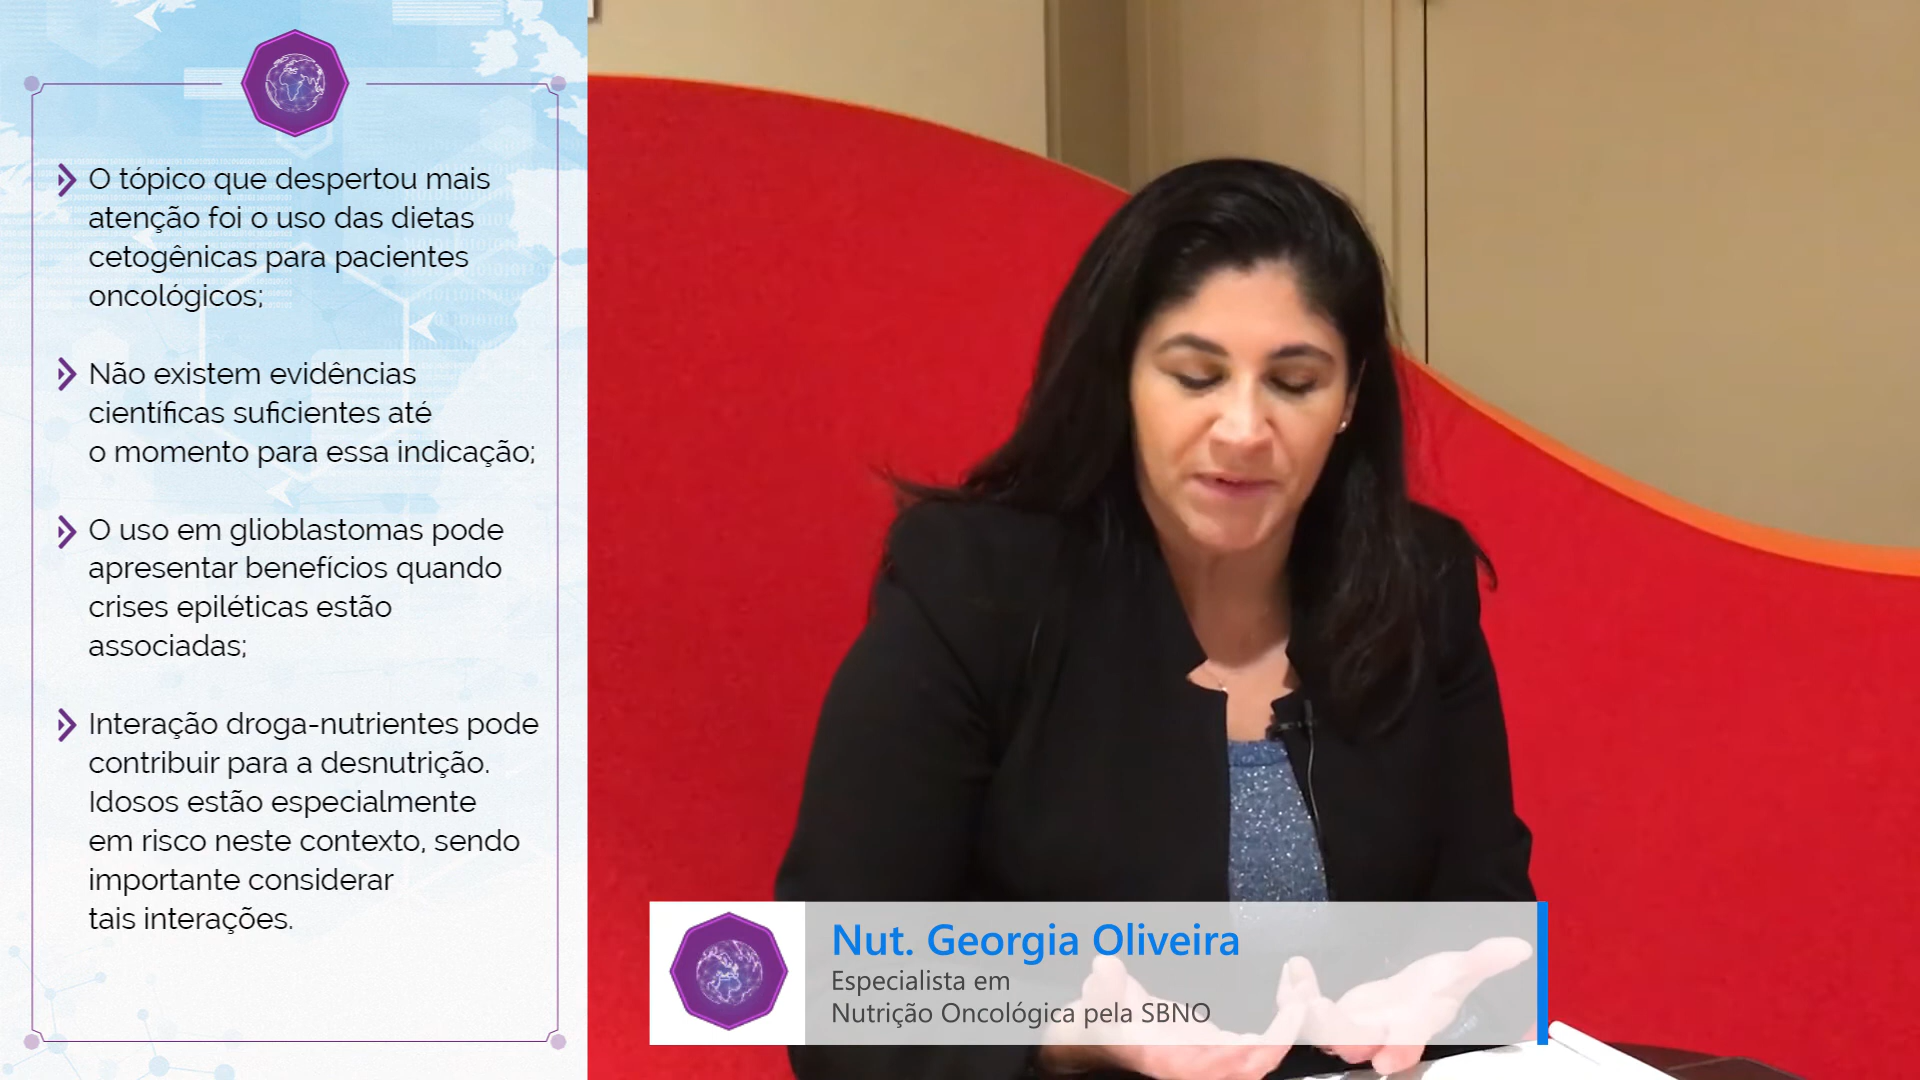 O tópico que despertou mais
atenção foi o uso das dietas
cetogênicas para pacientes
oncológicos;
Não existem evidências
científicas suficientes até
o momento para essa indicação;
O uso em glioblastomas pode
apresentar benefícios quando
crises epiléticas estão
associadas;
Interação droga-nutrientes pode
contribuir para a desnutrição.
Idosos estão especialmente
em risco neste contexto, sendo
importante considerar
tais interações.
Nut. Georgia Oliveira
Especialista em
Nutrição Oncológica pela SBNO